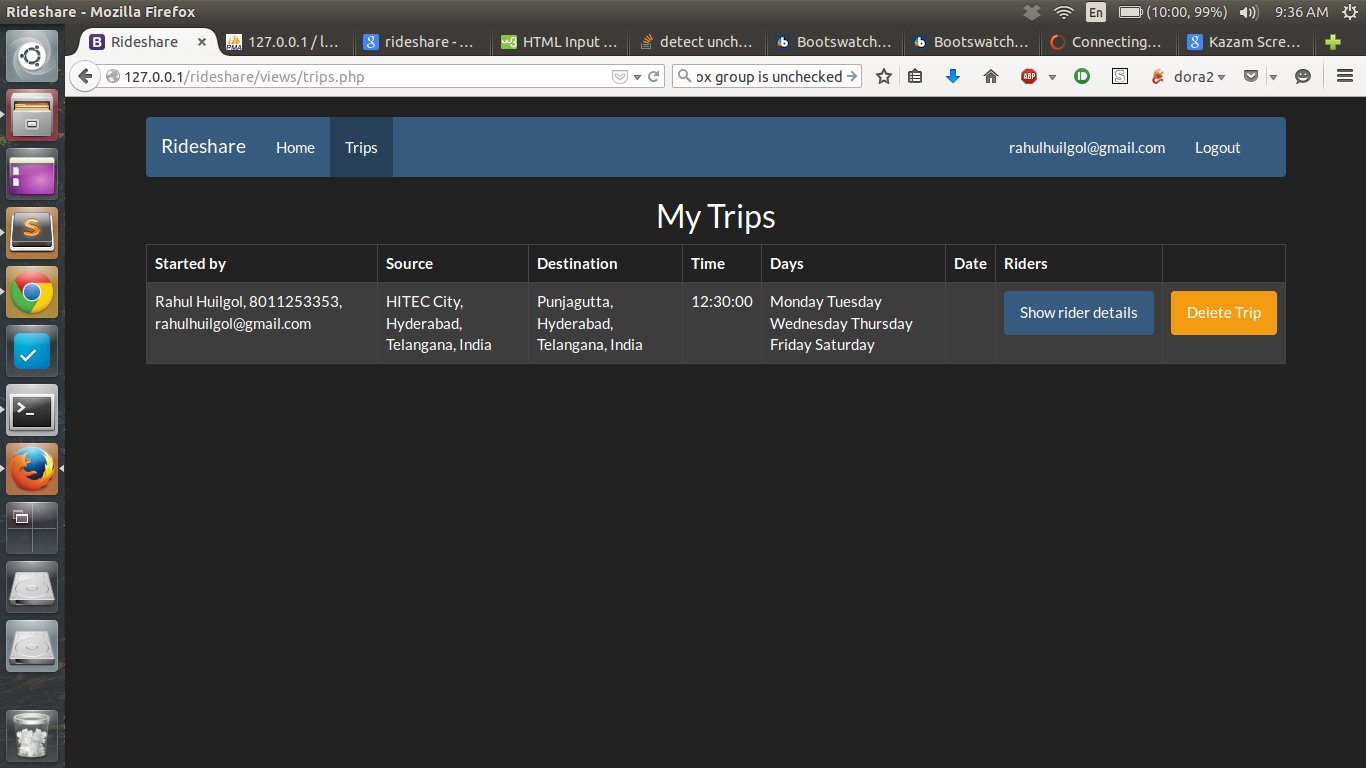 Rideshare - Mozilla Firefox
En (10:00, 99%) 9:36 AM
Rideshare × 127.0.0.1 / l... rideshare - ... HTML Input ... detect unch... Bootswatch... Bootswatch... Connecting... Kazam Scre...
127.0.0.1/rideshare/views/trips.php ox group is unchecked ABP S dora2
Rideshare Home Trips rahulhuilgol@gmail.com Logout
My Trips
Started by Source Destination Time Days Date Riders
Rahul Huilgol, 8011253353, HITEC City, Punjagutta, 12:30:00 Monday Tuesday Show rider details Delete Trip
rahulhuilgol@gmail.com Hyderabad, Hyderabad, Wednesday Thursday
Telangana, India Telangana, India Friday Saturday